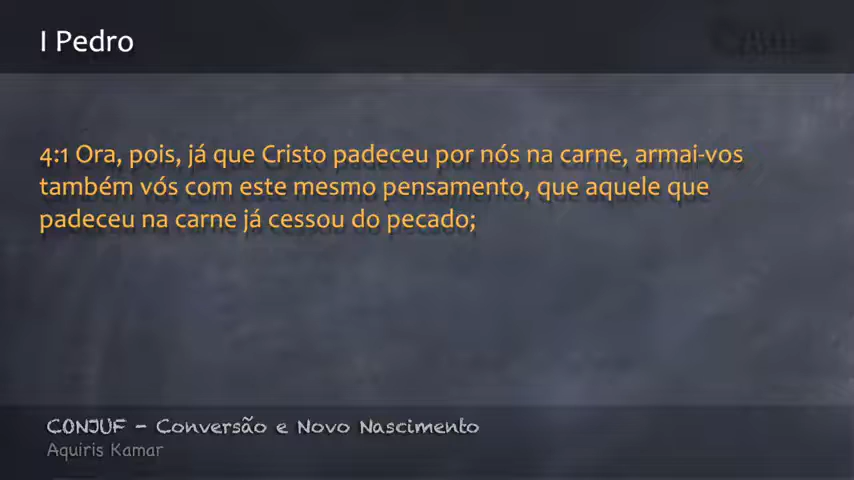 I Pedro
4:1 Ora, pois, já que Cristo padeceu por nós na carne, armai-vos
também vós com este mesmo pensamento, que aquele que
padeceu na carne já cessou do pecado;
CONJUF - Conversão e Novo Nascimento
Aquiris Kamar